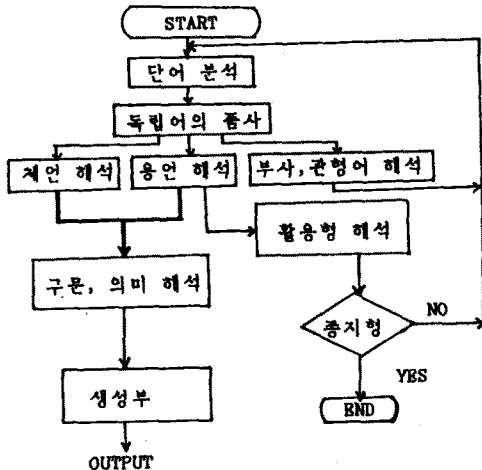 START
단어 분석
독립어의 품사
체언 해석
용언 해석
부사,관형어 해석
활용형 해석
구문, 의미 해석
종지형
NO
YES
생성부
END
OUTPUT